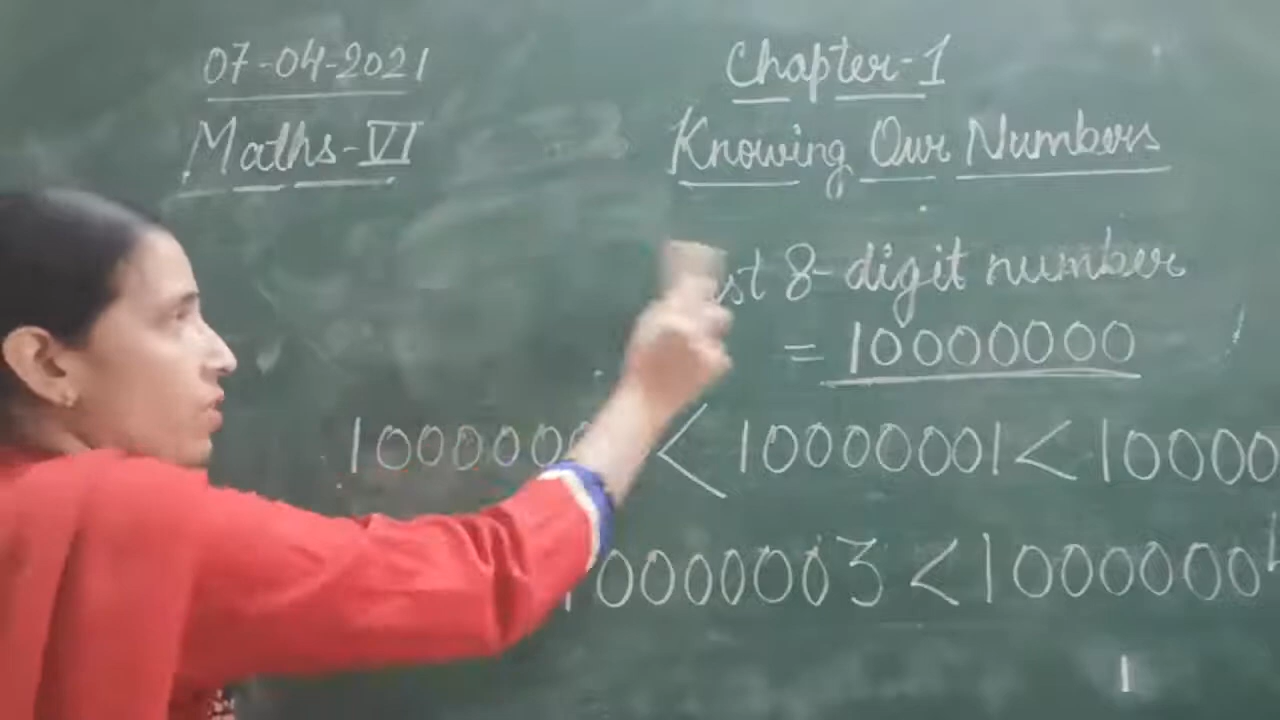 07-04-2021
Maths-VI
Chapter-1
Knowing Our Numbers
st 8-digit number
= 10000000
1000000 < 10000001 < 10000
10000003 < 10000004